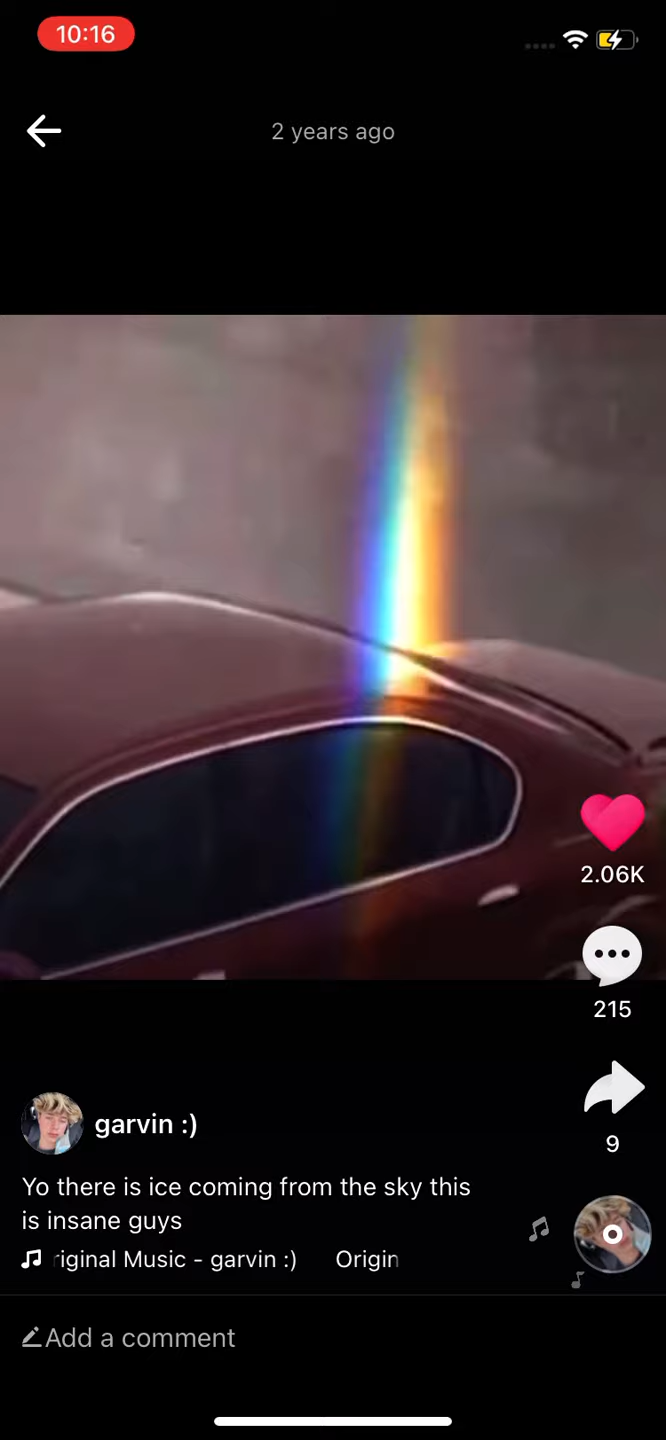 10:16
2 years ago
2.06K
215
9
garvin :)
Yo there is ice coming from the sky this
is insane guys
riginal Music - garvin :) Origin
Add a comment